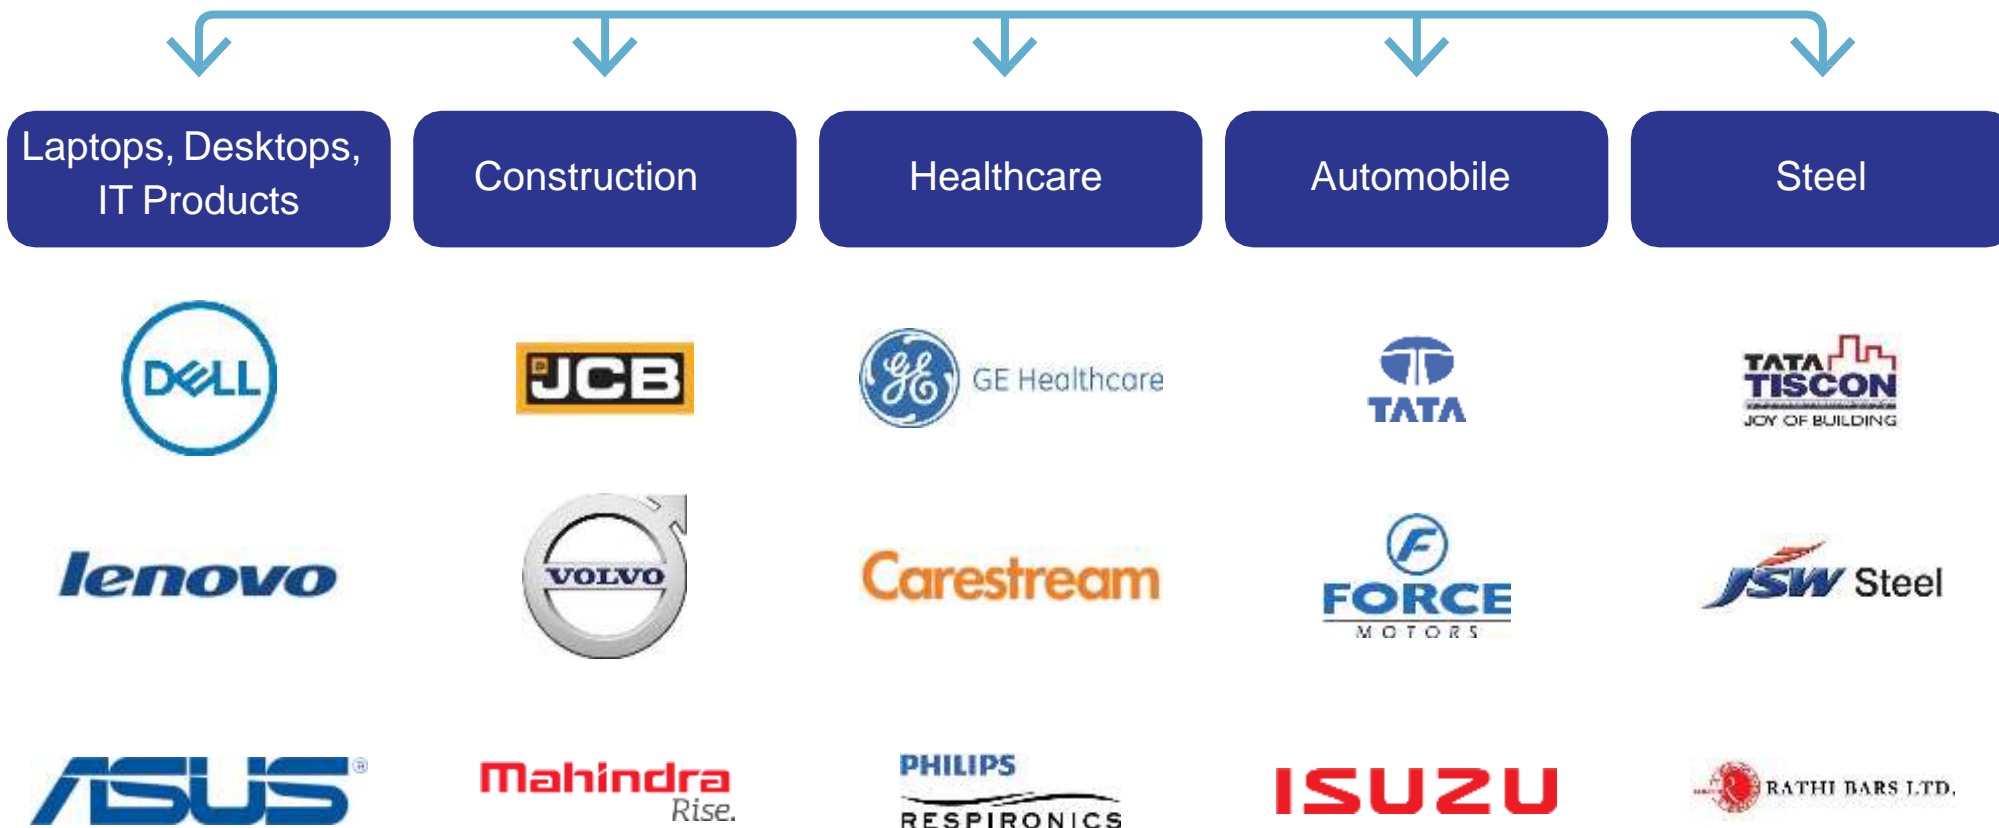 Laptops, Desktops,
IT Products
Construction
Healthcare
Automobile
Steel
DELL
JCB
GE GE Healthcare
TATA
TATA
TISCON
JOY OF BUILDING
lenovo
VOLVO
Carestream
F
FORCE
MOTORS
JSW Steel
ASUS®
Mahindra
Rise.
PHILIPS
RESPIRONICS
ISUZU
RATHI BARS LTD.